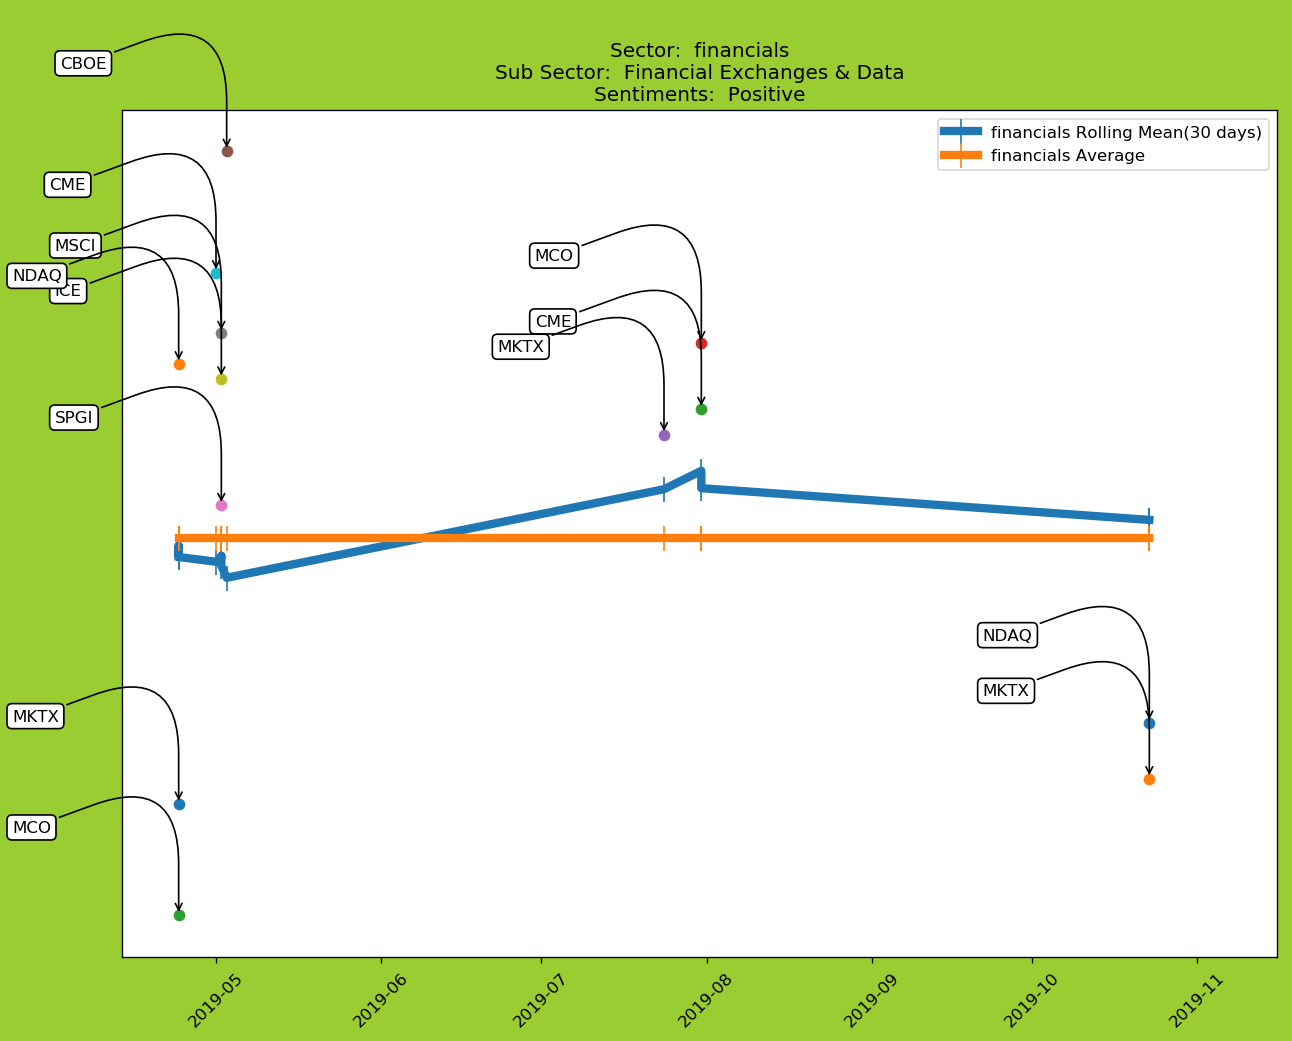 Sector:  financials
Sub Sector:  Financial Exchanges & Data
Sentiments:  Positive
financials Rolling Mean(30 days)
financials Average
CBOE
CME
MSCI
NDAQ
ICE
SPGI
MKTX
MCO
MCO
CME
MKTX
NDAQ
MKTX
2019-05
2019-06
2019-07
2019-08
2019-09
2019-10
2019-11